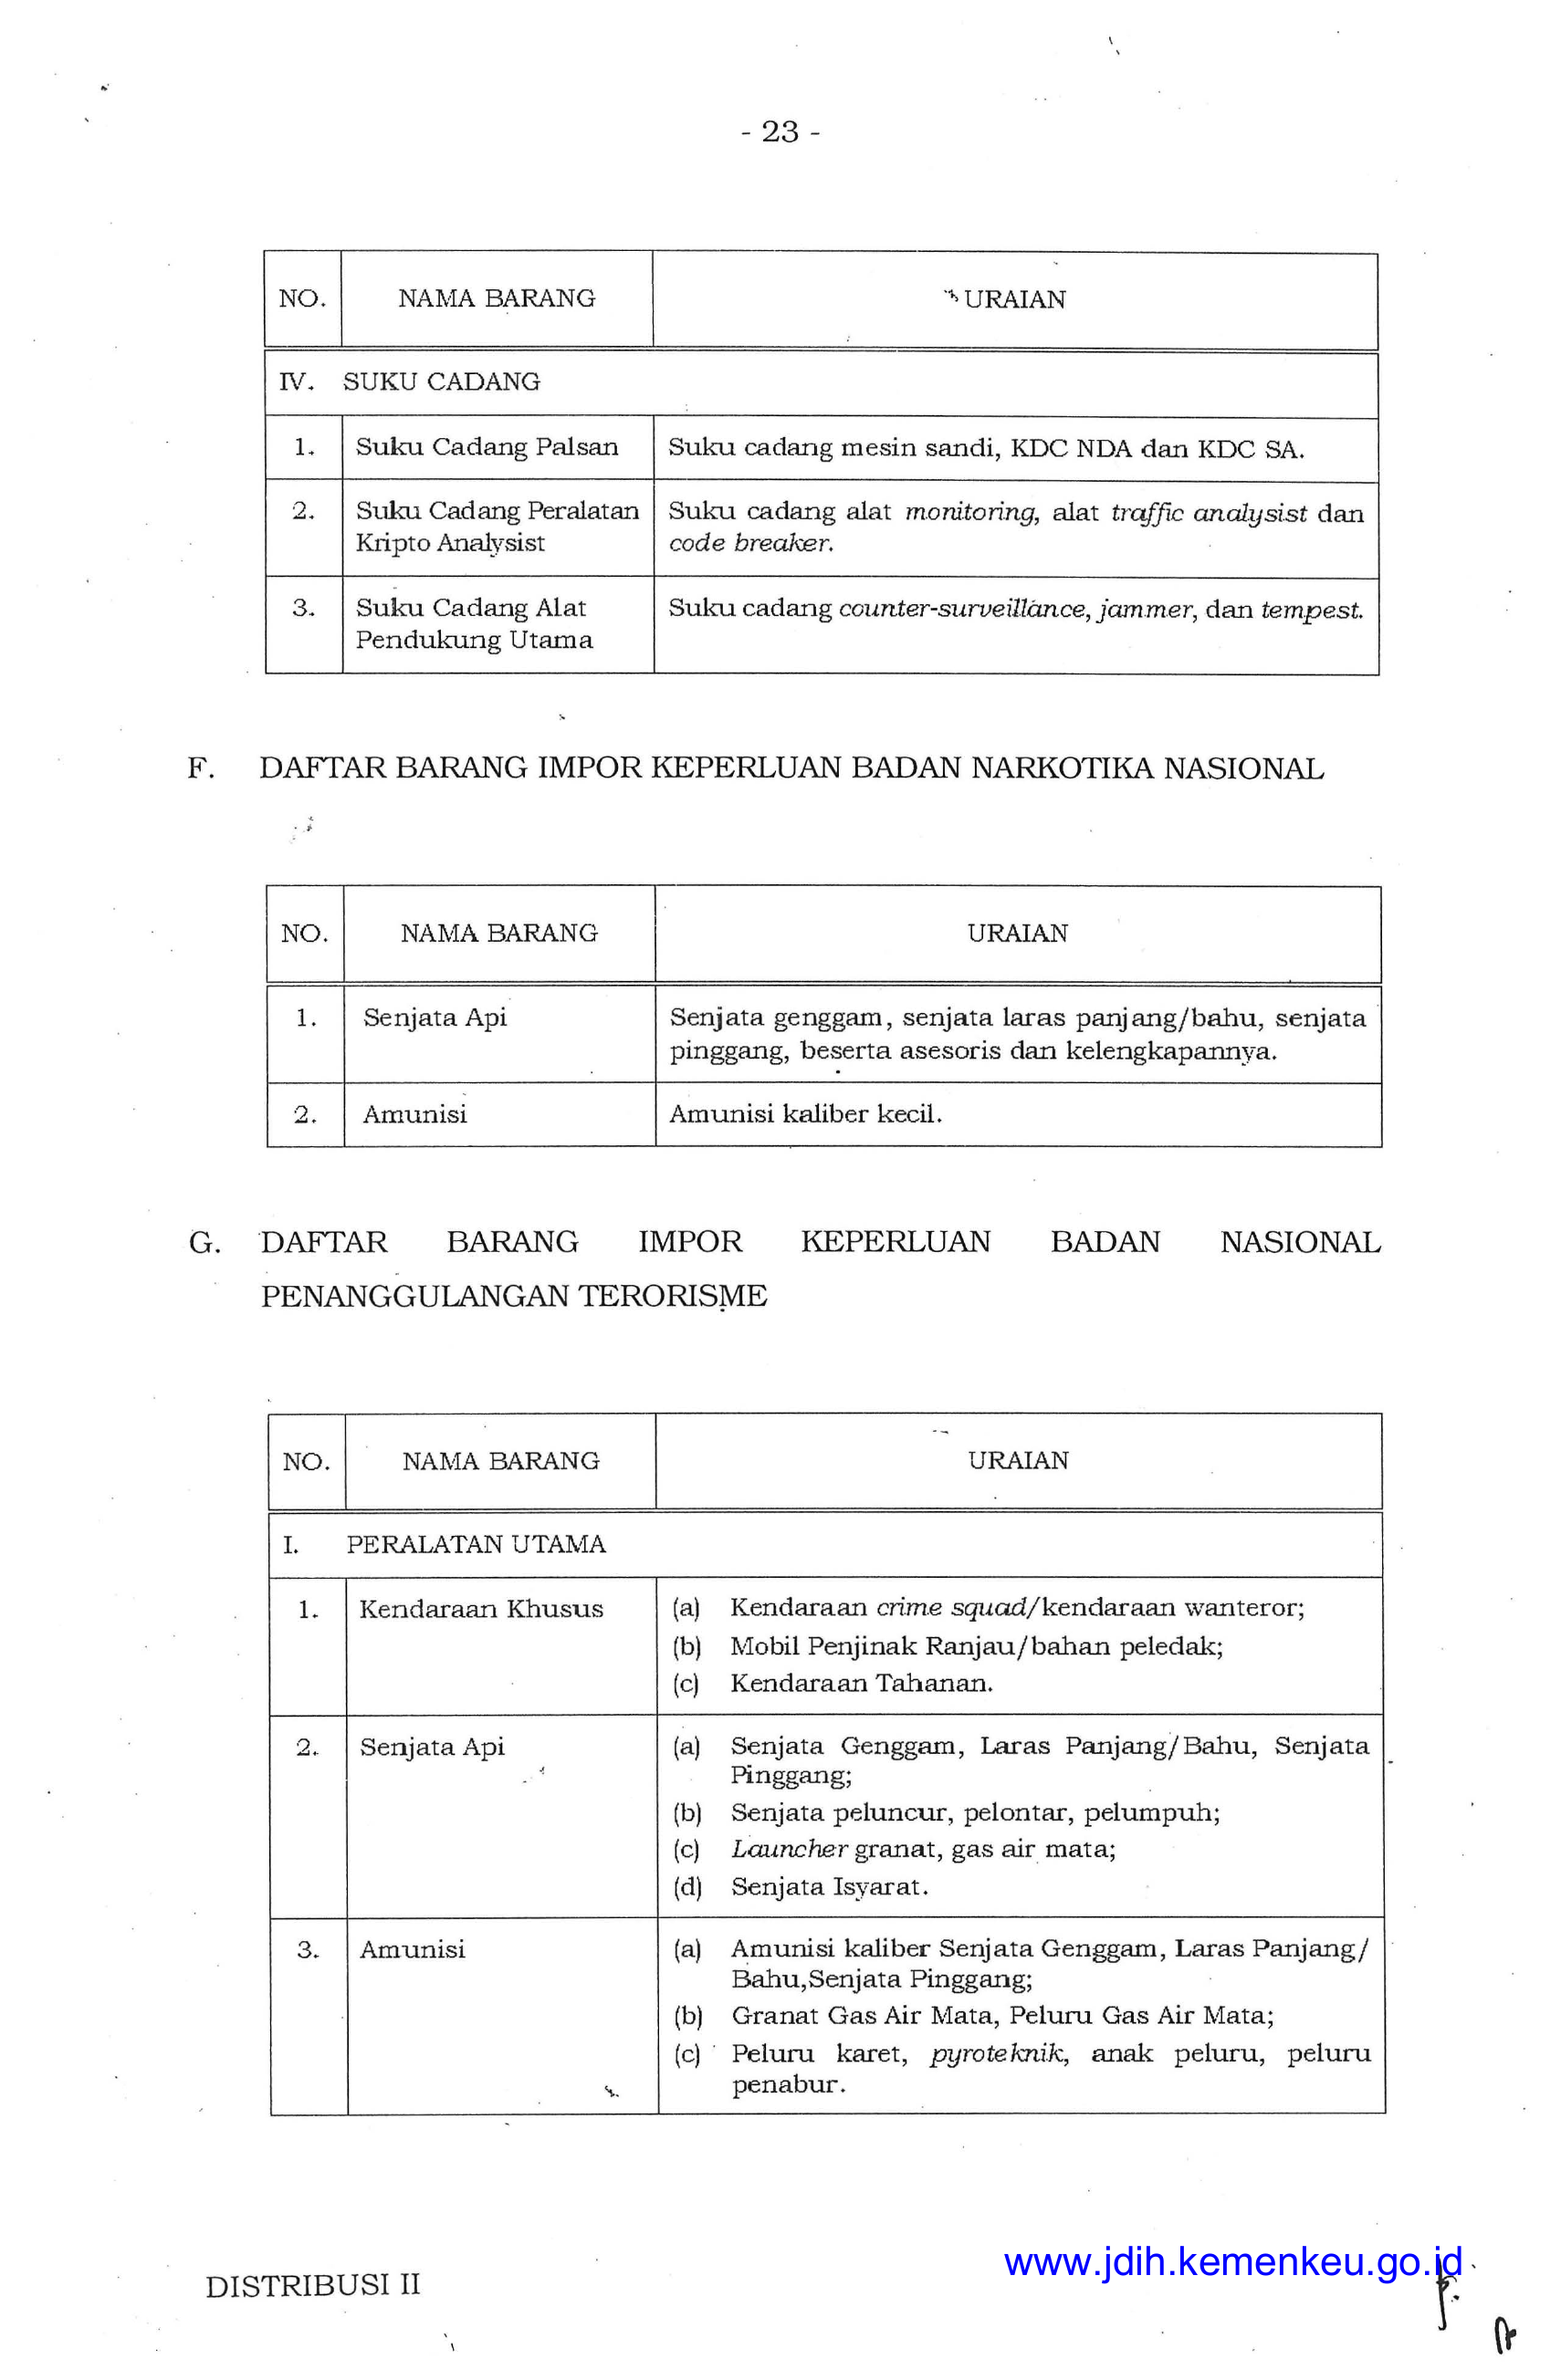 - 23 -
NO. NAMA BARANG URAIAN
IV. SUKU CADANG
1. Suku Cadang Palsan Suku cadang mesin sandi, KDC NDA dan KDC SA.
2. Suku Cadang Peralatan Suku cadang alat monitoring, alat traffic analysist dan
Kripto Analysist code breaker.
3. Suku Cadang Alat Suku cadang counter-surveillance, jammer, dan tempest.
Pendukung Utama
F. DAFTAR BARANG IMPOR KEPERLUAN BADAN NARKOTIKA NASIONAL
NO. NAMA BARANG URAIAN
1. Senjata Api Senjata genggam, senjata laras panjang/bahu, senjata
pinggang, beserta asesoris dan kelengkapannya.
2. Amunisi Amunisi kaliber kecil.
G. DAFTAR BARANG IMPOR KEPERLUAN BADAN NASIONAL
PENANGGULANGAN TERORISME
NO. NAMA BARANG URAIAN
I. PERALATAN UTAMA
1. Kendaraan Khusus (a) Kendaraan crime squad/kendaraan wanteror;
(b) Mobil Penjinak Ranjau/bahan peledak;
(c) Kendaraan Tahanan.
2. Senjata Api (a) Senjata Genggam, Laras Panjang/Bahu, Senjata
Pinggang;
(b) Senjata peluncur, pelontar, pelumpuh;
(c) Launcher granat, gas air mata;
(d) Senjata Isyarat.
3. Amunisi (a) Amunisi kaliber Senjata Genggam, Laras Panjang/
Bahu,Senjata Pinggang;
(b) Granat Gas Air Mata, Peluru Gas Air Mata;
(c) Peluru karet, pyroteknik, anak peluru, peluru
penabur.
www.jdih.kemenkeu.go.id
DISTRIBUSI II